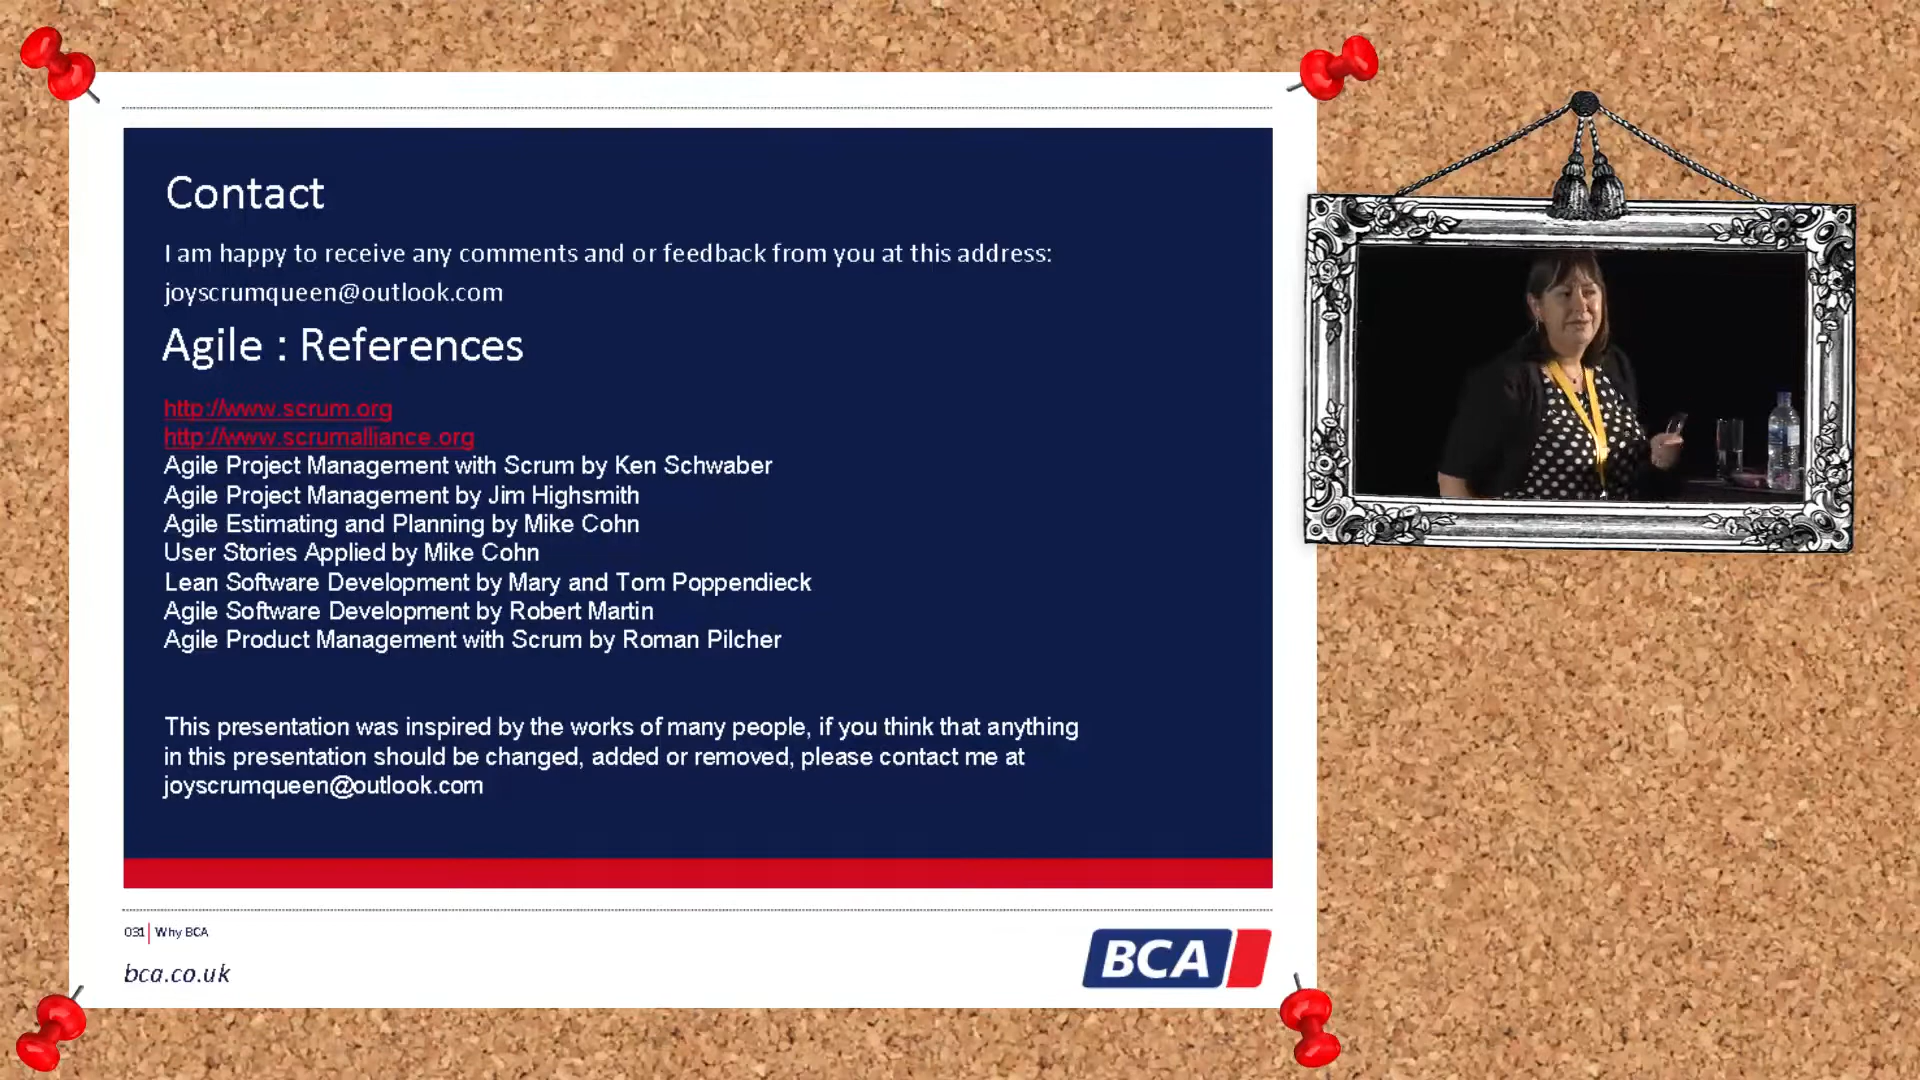 Contact
I am happy to receive any comments and or feedback from you at this address:
joyscrumqueen@outlook.com
Agile : References
http://www.scrum.org
http://www.scrumalliance.org
Agile Project Management with Scrum by Ken Schwaber
Agile Project Management by Jim Highsmith
Agile Estimating and Planning by Mike Cohn
User Stories Applied by Mike Cohn
Lean Software Development by Mary and Tom Poppendieck
Agile Software Development by Robert Martin
Agile Product Management with Scrum by Roman Pilcher
This presentation was inspired by the works of many people, if you think that anything
in this presentation should be changed, added or removed, please contact me at
joyscrumqueen@outlook.com
031 Why BCA
bca.co.uk
BCA